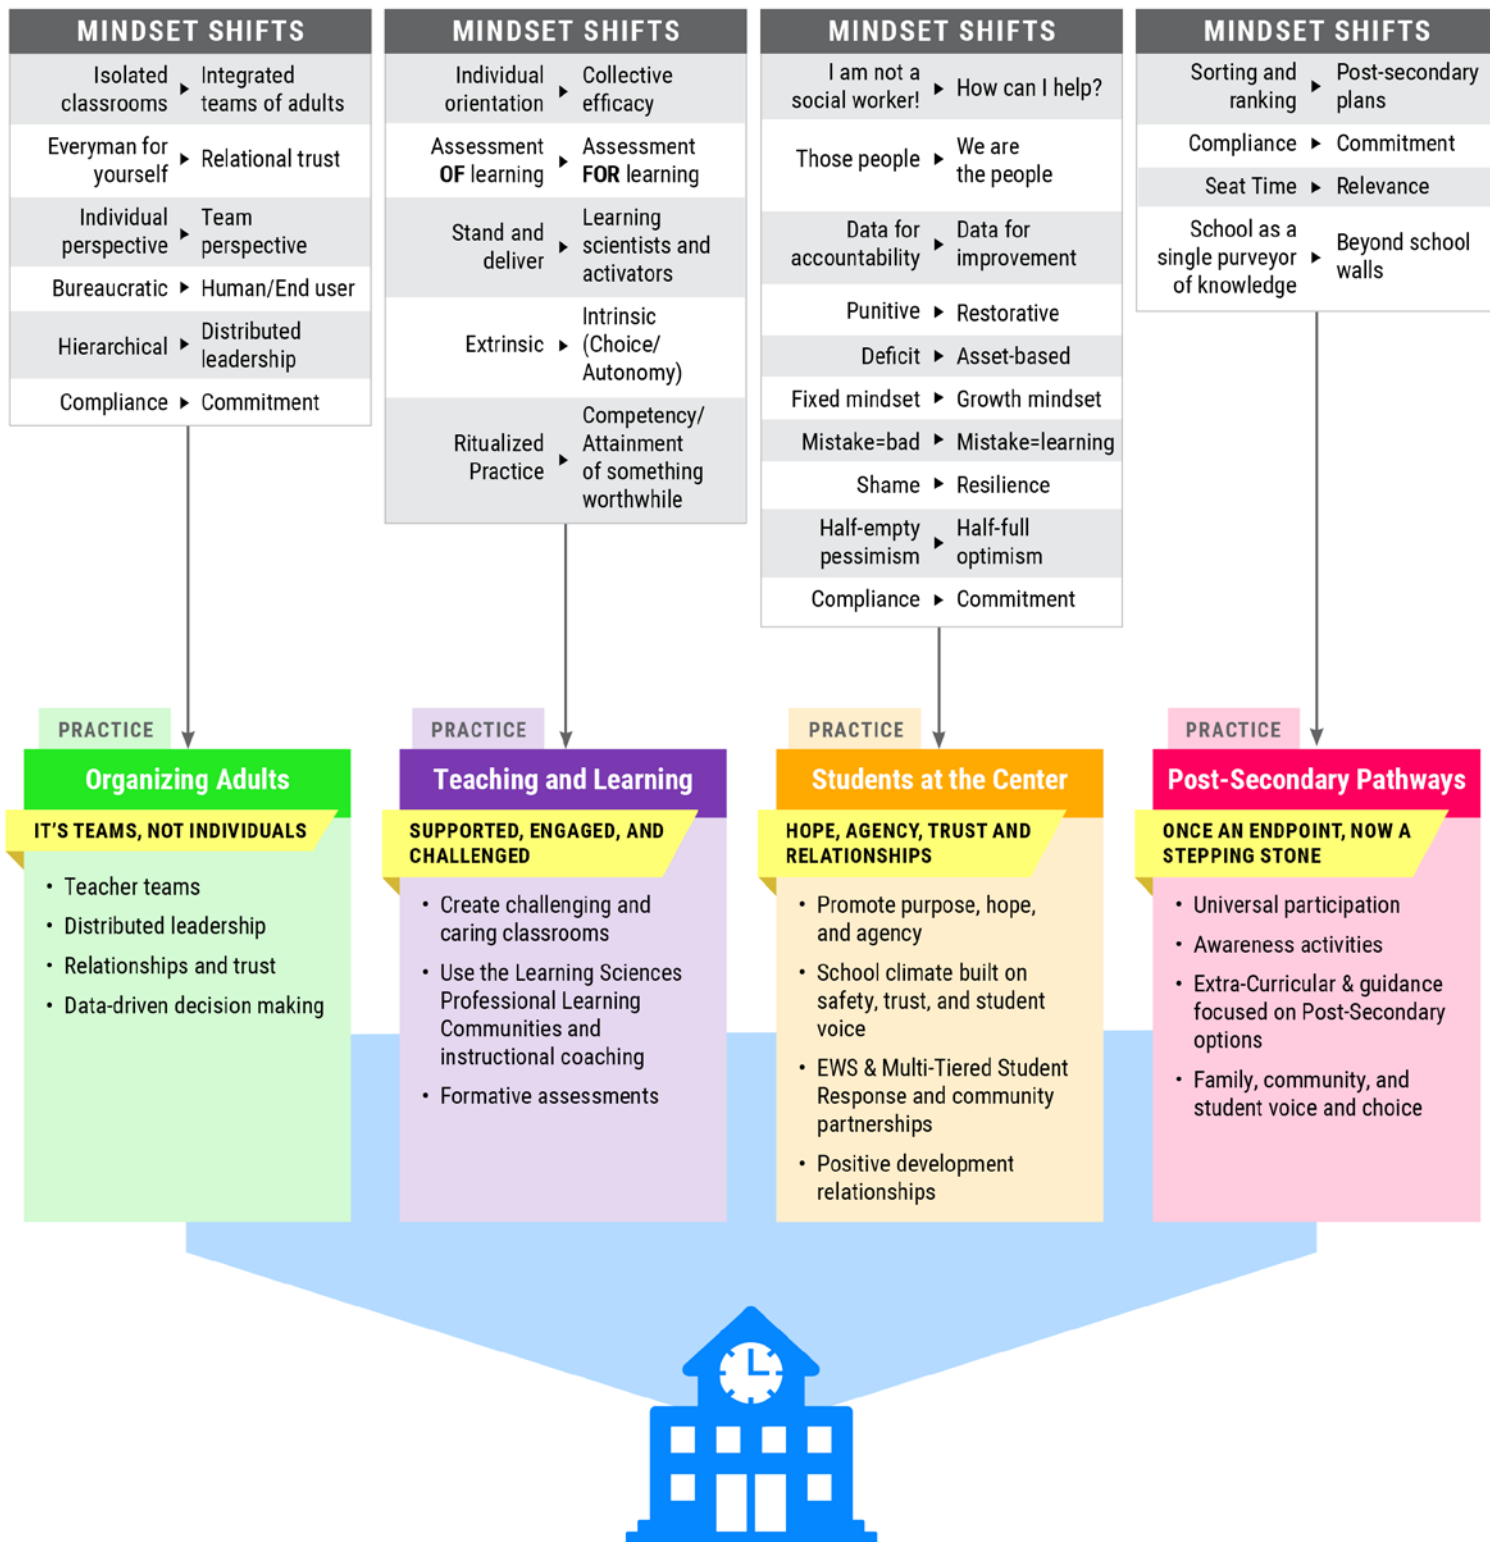 MINDSET SHIFTS
Isolated
classrooms ▸ Integrated
teams of adults
Everyman for
yourself ▸ Relational trust
Individual
perspective ▸ Team
perspective
Bureaucratic ▸ Human/End user
Hierarchical ▸ Distributed
leadership
Compliance ▸ Commitment
MINDSET SHIFTS
Individual
orientation ▸ Collective
efficacy
Assessment
OF learning ▸ Assessment
FOR learning
Stand and
deliver ▸ Learning
scientists and
activators
Extrinsic ▸ Intrinsic
(Choice/
Autonomy)
Ritualized
Practice ▸ Competency/
Attainment
of something
worthwhile
MINDSET SHIFTS
I am not a
social worker! ▸ How can I help?
Those people ▸ We are
the people
Data for
accountability ▸ Data for
improvement
Punitive ▸ Restorative
Deficit ▸ Asset-based
Fixed mindset ▸ Growth mindset
Mistake=bad ▸ Mistake=learning
Shame ▸ Resilience
Half-empty
pessimism ▸ Half-full
optimism
Compliance ▸ Commitment
MINDSET SHIFTS
Sorting and
ranking ▸ Post-secondary
plans
Compliance ▸ Commitment
Seat Time ▸ Relevance
School as a
single purveyor
of knowledge ▸ Beyond school
walls
PRACTICE
Organizing Adults
IT'S TEAMS, NOT INDIVIDUALS
• Teacher teams
• Distributed leadership
• Relationships and trust
• Data-driven decision making
PRACTICE
Teaching and Learning
SUPPORTED, ENGAGED, AND
CHALLENGED
• Create challenging and
caring classrooms
• Use the Learning Sciences
Professional Learning
Communities and
instructional coaching
• Formative assessments
PRACTICE
Students at the Center
HOPE, AGENCY, TRUST AND
RELATIONSHIPS
• Promote purpose, hope,
and agency
• School climate built on
safety, trust, and student
voice
• EWS & Multi-Tiered Student
Response and community
partnerships
• Positive development
relationships
PRACTICE
Post-Secondary Pathways
ONCE AN ENDPOINT, NOW A
STEPPING STONE
• Universal participation
• Awareness activities
• Extra-Curricular & guidance
focused on Post-Secondary
options
• Family, community, and
student voice and choice